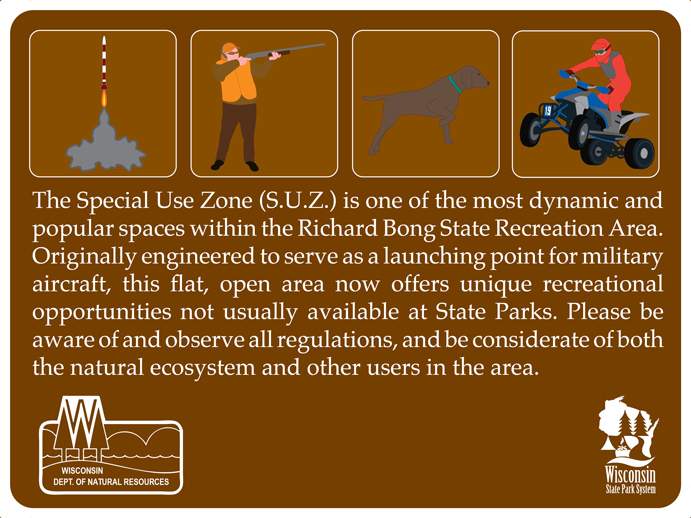 19
The Special Use Zone (S.U.Z.) is one of the most dynamic and
popular spaces within the Richard Bong State Recreation Area.
Originally engineered to serve as a launching point for military
aircraft, this flat, open area now offers unique recreational
opportunities not usually available at State Parks. Please be
aware of and observe all regulations, and be considerate of both
the natural ecosystem and other users in the area.
W
WISCONSIN
DEPT. OF NATURAL RESOURCES
Wisconsin
State Park System